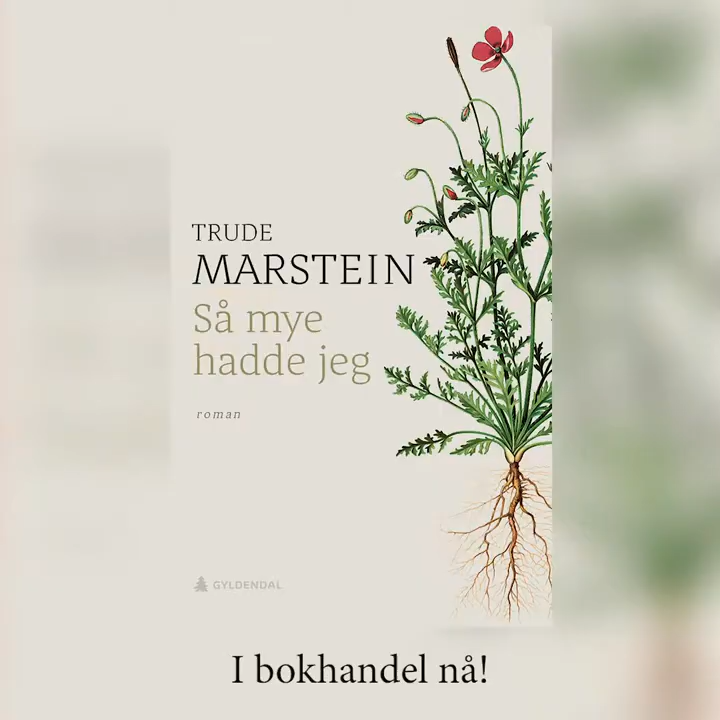 TRUDE
MARSTEIN
Så mye
hadde jeg
roman
GYLDENDAL
I bokhandel nå!